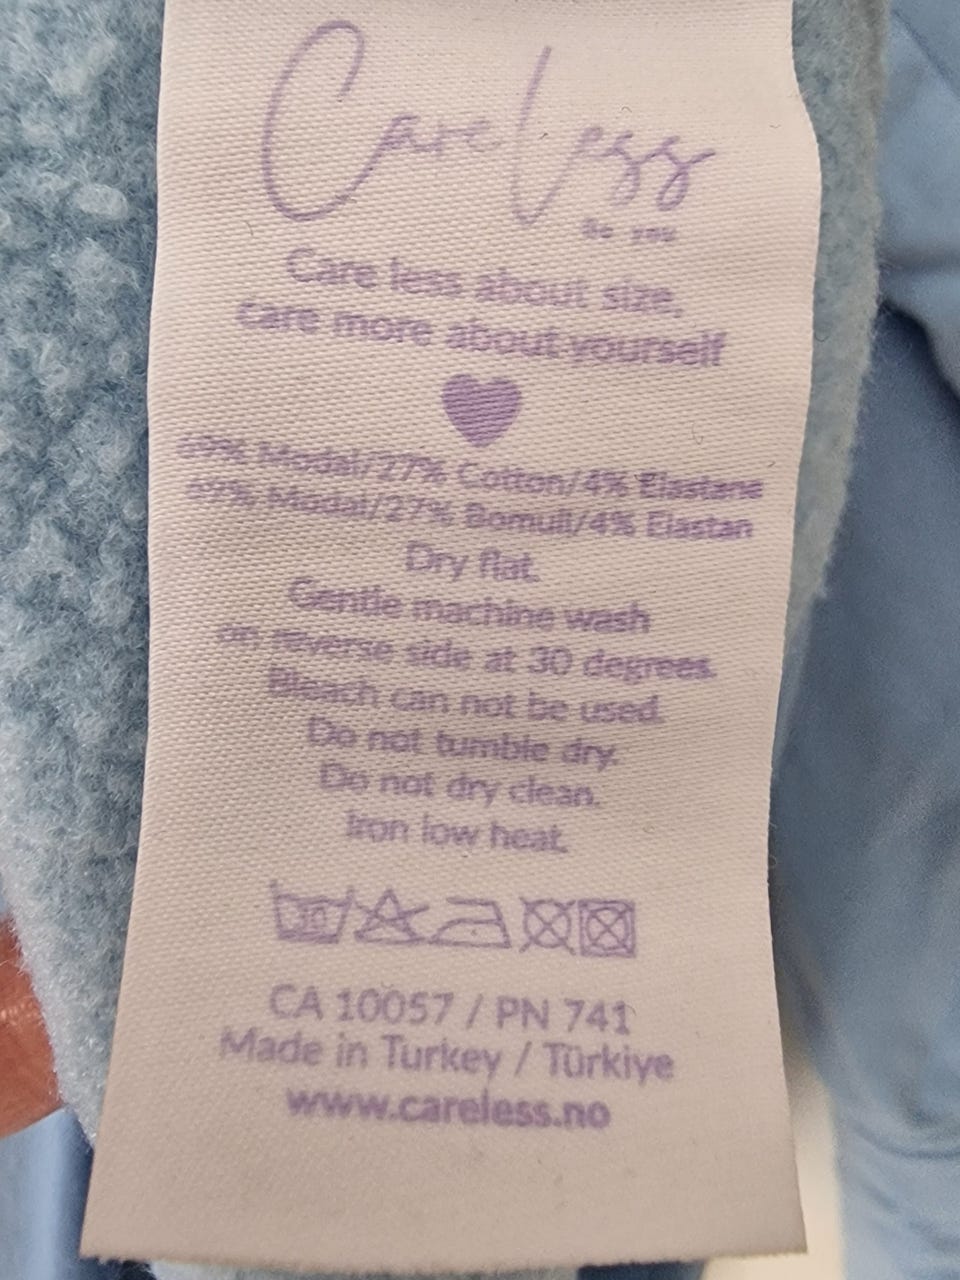 CareLess
Be you
Care less about size,
care more about yourself
69% Modal/27% Cotton/4% Elastane
69% Modal/27% Bomull/4% Elastan
Dry flat.
Gentle machine wash
on reverse side at 30 degrees.
Bleach can not be used.
Do not tumble dry.
Do not dry clean.
Iron low heat.
30
CA 10057 / PN 741
Made in Turkey / Türkiye
www.careless.no